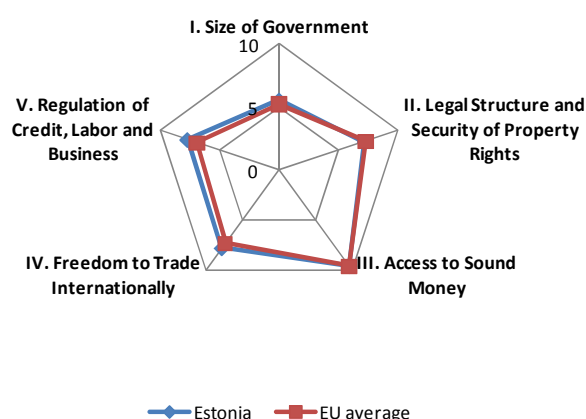 I. Size of Government
10
5
0
II. Legal Structure and
Security of Property
Rights
III. Access to Sound
Money
IV. Freedom to Trade
Internationally
V. Regulation of
Credit, Labor and
Business
Estonia
EU average